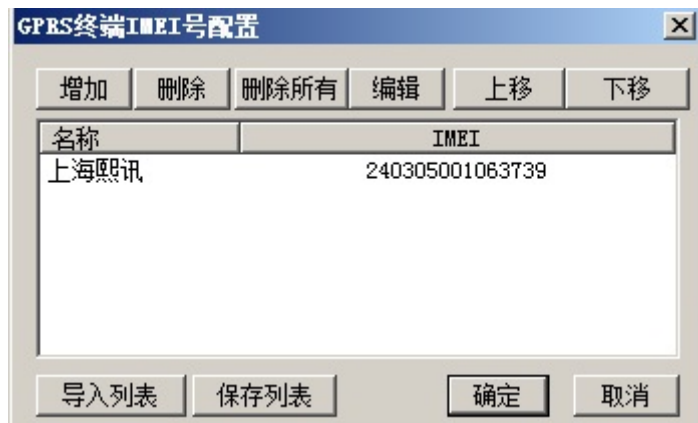 GPRS终端IMEI号配置
增加 删除 删除所有 编辑 上移 下移
名称 IMEI
上海熙讯 240305001063739
导入列表 保存列表 确定 取消